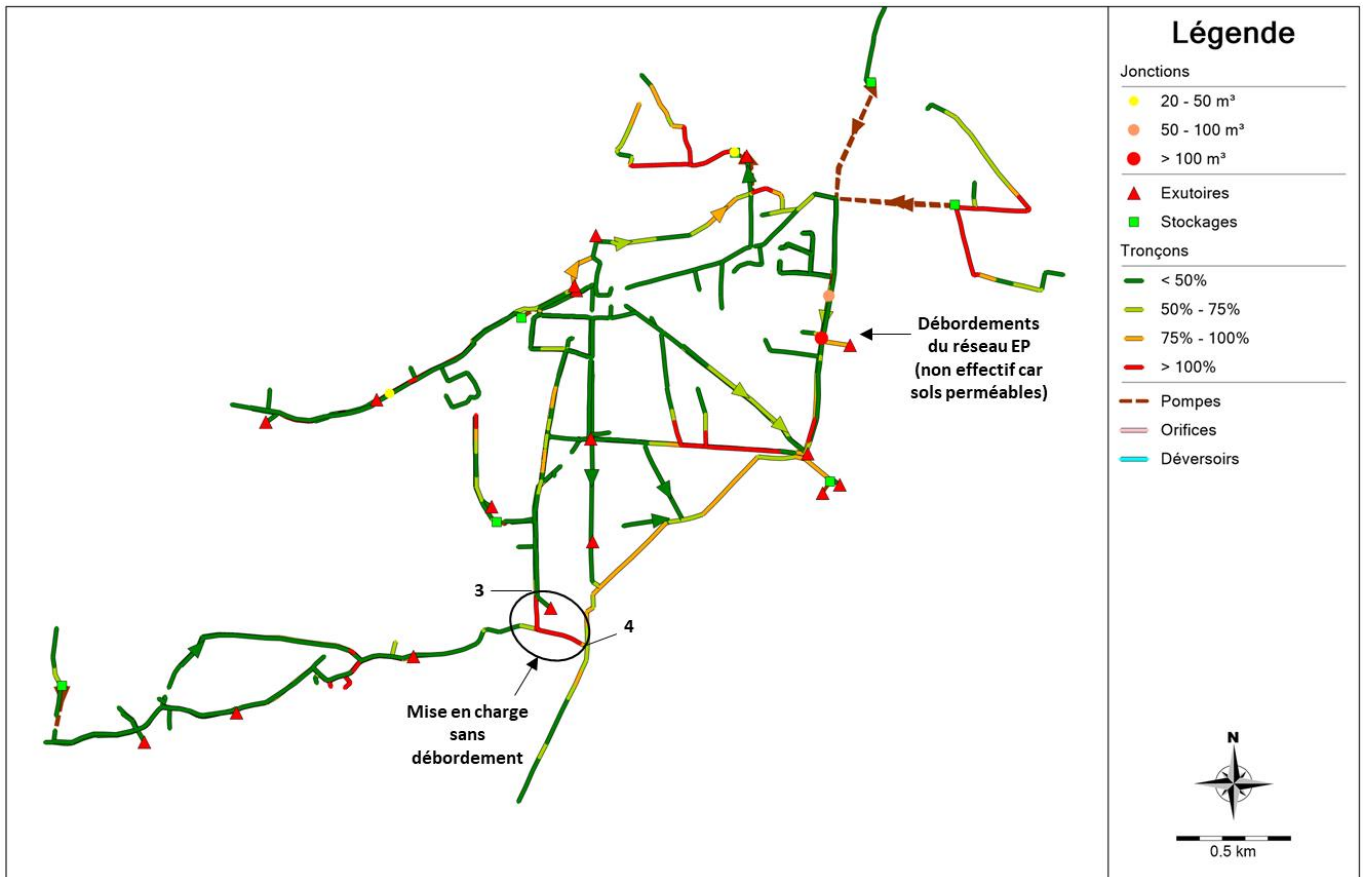 Légende
Jonctions
20 - 50 m³
50 - 100 m³
> 100 m³
Exutoires
Stockages
Tronçons
< 50%
50% - 75%
75% - 100%
> 100%
Pompes
Orifices
Déversoirs
Débordements
du réseau EP
(non effectif car
sols perméables)
3
4
Mise en charge
sans
débordement
N
0.5 km